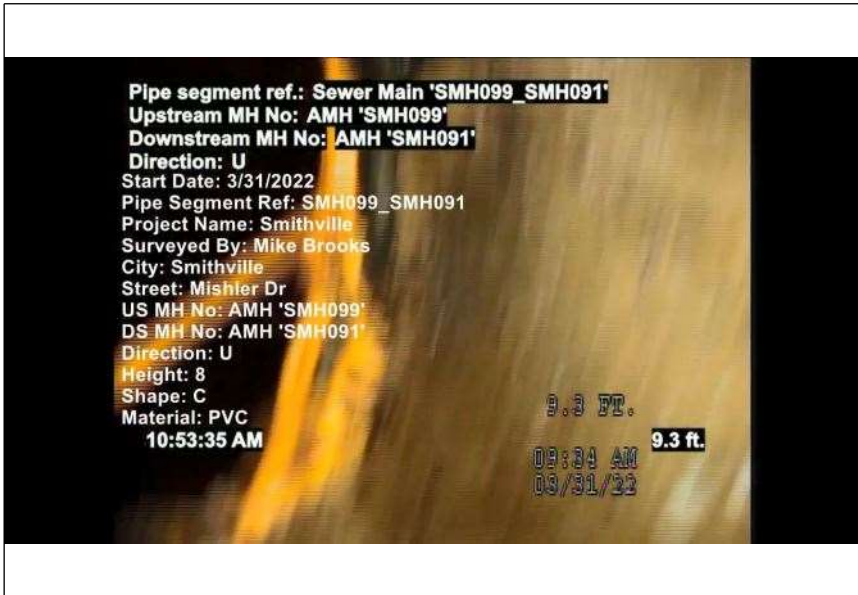 Pipe segment ref.: Sewer Main 'SMH099_SMH091'
Upstream MH No: AMH 'SMH099'
Downstream MH No: AMH 'SMH091'
Direction: U
Start Date: 3/31/2022
Pipe Segment Ref: SMH099_SMH091
Project Name: Smithville
Surveyed By: Mike Brooks
City: Smithville
Street: Mishler Dr
US MH No: AMH 'SMH099'
DS MH No: AMH 'SMH091'
Direction: U
Height: 8
Shape: C
Material: PVC
9.3 FT.
10:53:35 AM
9.3 ft.
09:34 AM
03/31/22